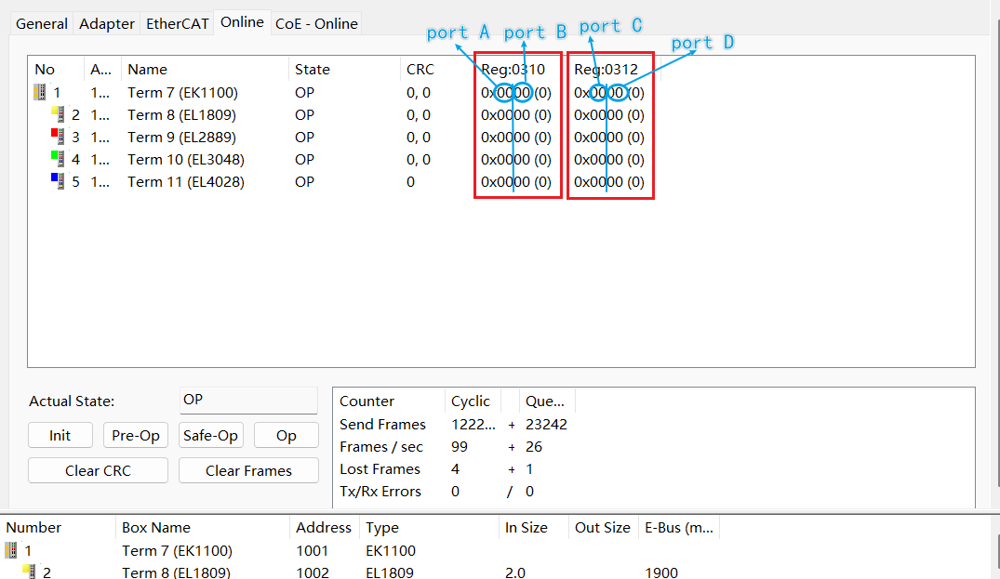 General Adapter EtherCAT Online CoE - Online
port A port B port C port D
No A... Name State CRC Reg:0310 Reg:0312
1 1... Term 7 (EK1100) OP 0, 0 0x0000 (0) 0x0000 (0)
2 1... Term 8 (EL1809) OP 0, 0 0x0000 (0) 0x0000 (0)
3 1... Term 9 (EL2889) OP 0, 0 0x0000 (0) 0x0000 (0)
4 1... Term 10 (EL3048) OP 0, 0 0x0000 (0) 0x0000 (0)
5 1... Term 11 (EL4028) OP 0 0x0000 (0) 0x0000 (0)
Actual State: OP
Init Pre-Op Safe-Op Op
Clear CRC Clear Frames
Counter Cyclic Que...
Send Frames 1222... + 23242
Frames / sec 99 + 26
Lost Frames 4 + 1
Tx/Rx Errors 0 / 0
Number Box Name Address Type In Size Out Size E-Bus (m...
1 Term 7 (EK1100) 1001 EK1100
2 Term 8 (EL1809) 1002 EL1809 2.0 1900